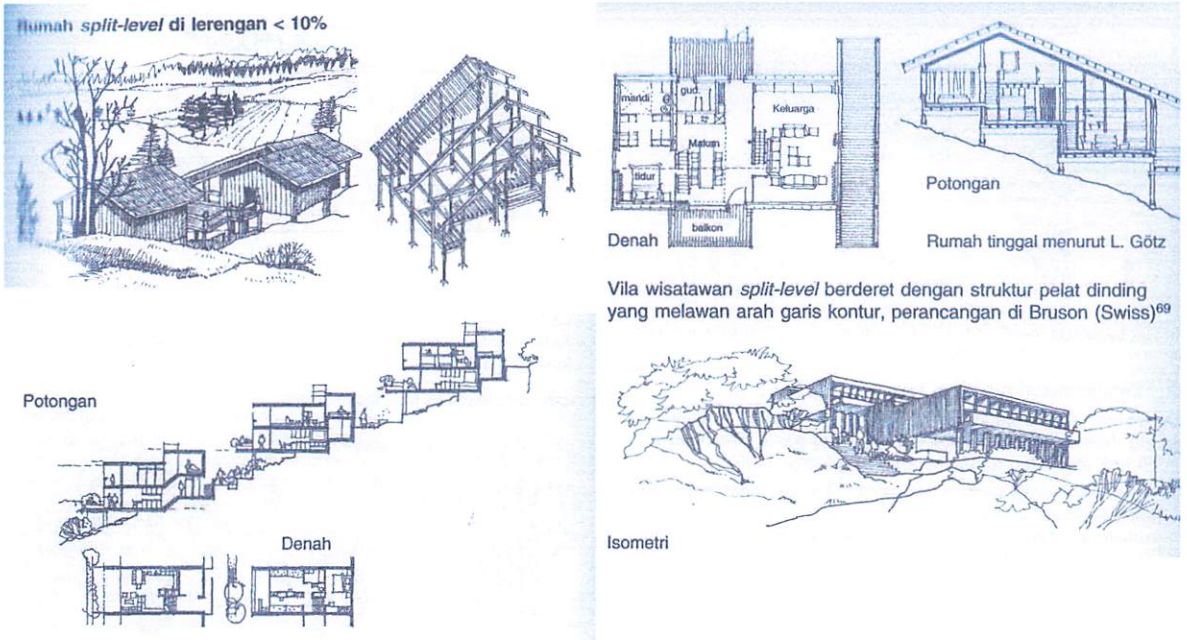 Rumah split-level di lerengan < 10%
mandi
gud.
Keluarga
Makan
tidur
balkon
Denah
Potongan
Rumah tinggal menurut L. Götz
Vila wisatawan split-level berderet dengan struktur pelat dinding
yang melawan arah garis kontur, perancangan di Bruson (Swiss)⁶⁹
Potongan
Denah
Isometri